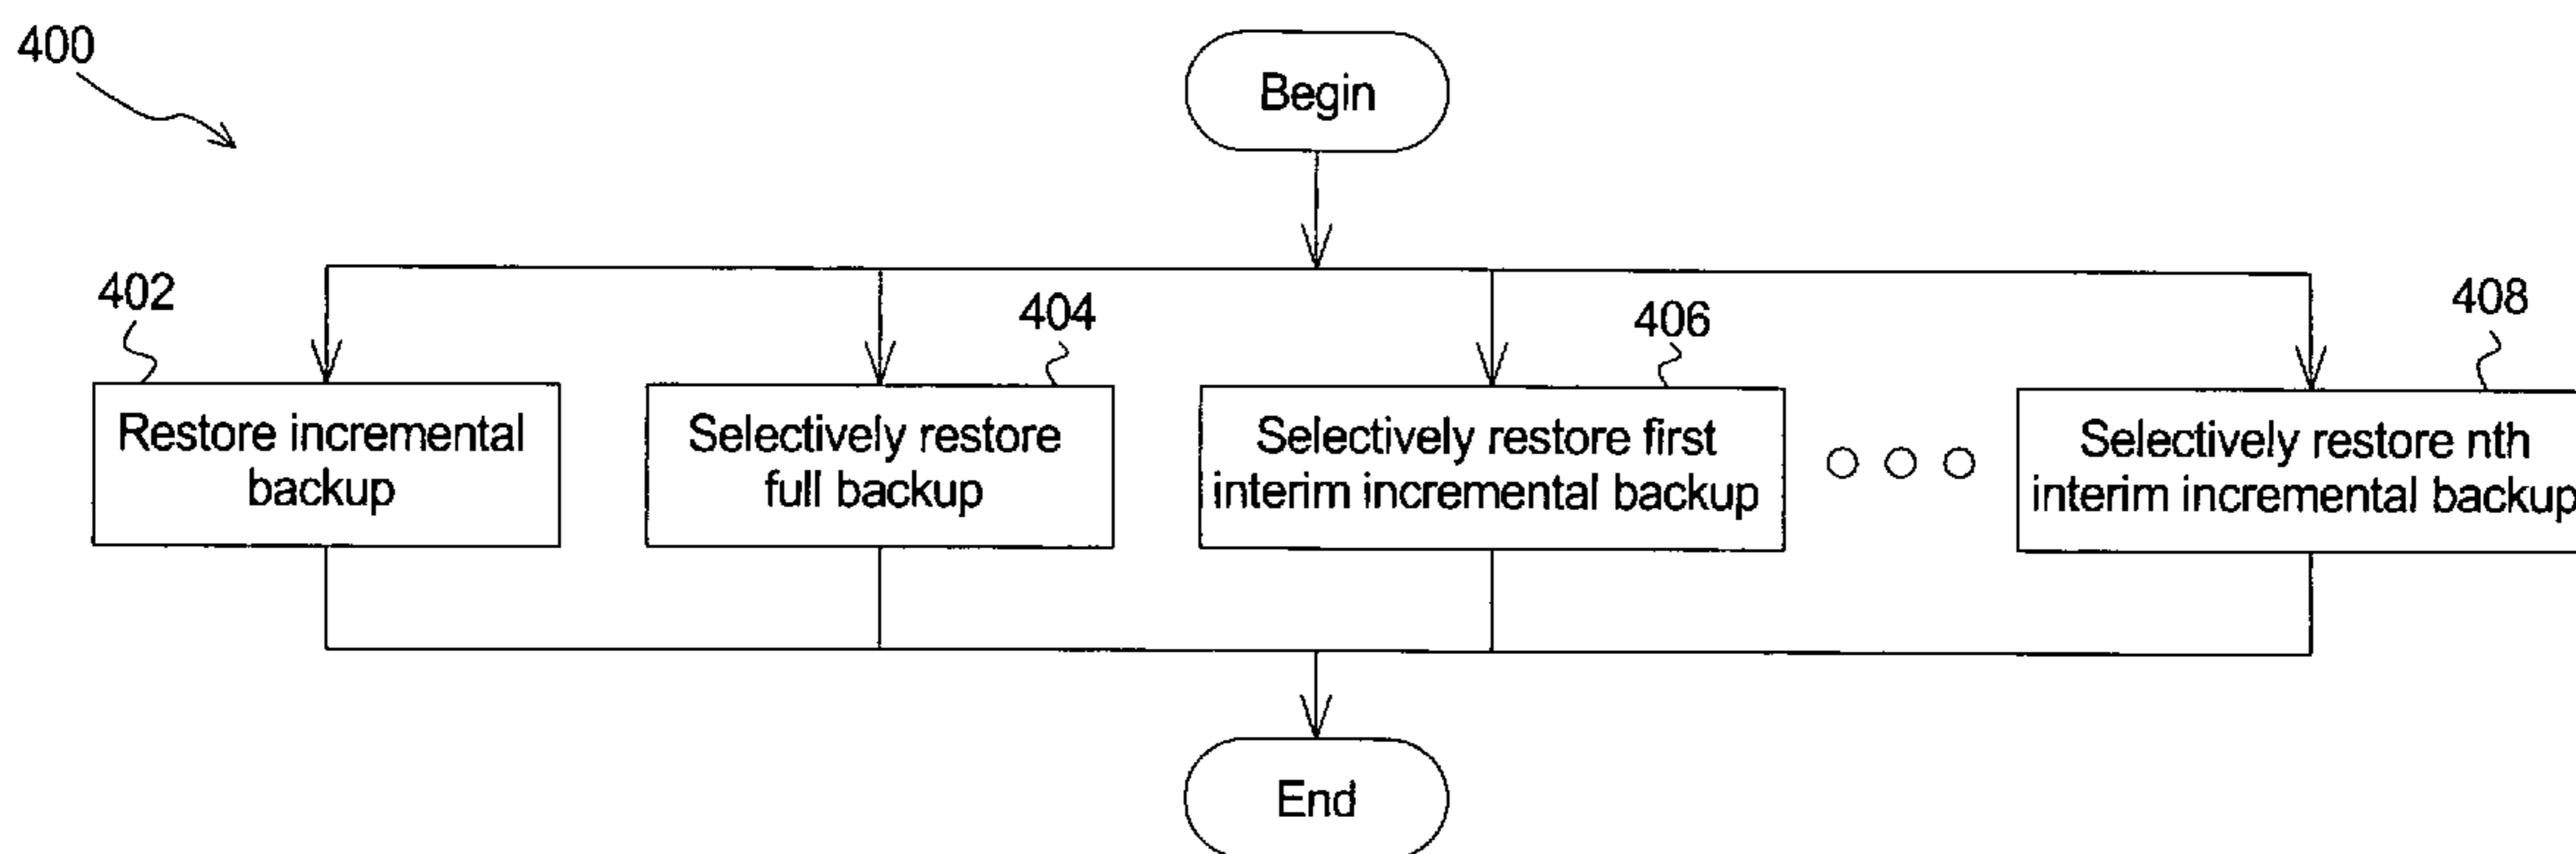 400
Begin
402
404
406
408
Restore incremental
backup
Selectively restore
full backup
Selectively restore first
interim incremental backup
Selectively restore nth
interim incremental backup
End